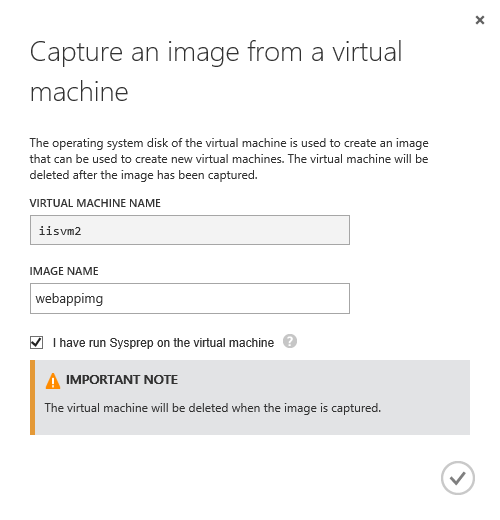 Capture an image from a virtual
machine
The operating system disk of the virtual machine is used to create an image
that can be used to create new virtual machines. The virtual machine will be
deleted after the image has been captured.
VIRTUAL MACHINE NAME
iisvm2
IMAGE NAME
webappimg
I have run Sysprep on the virtual machine ?
IMPORTANT NOTE
The virtual machine will be deleted when the image is captured.